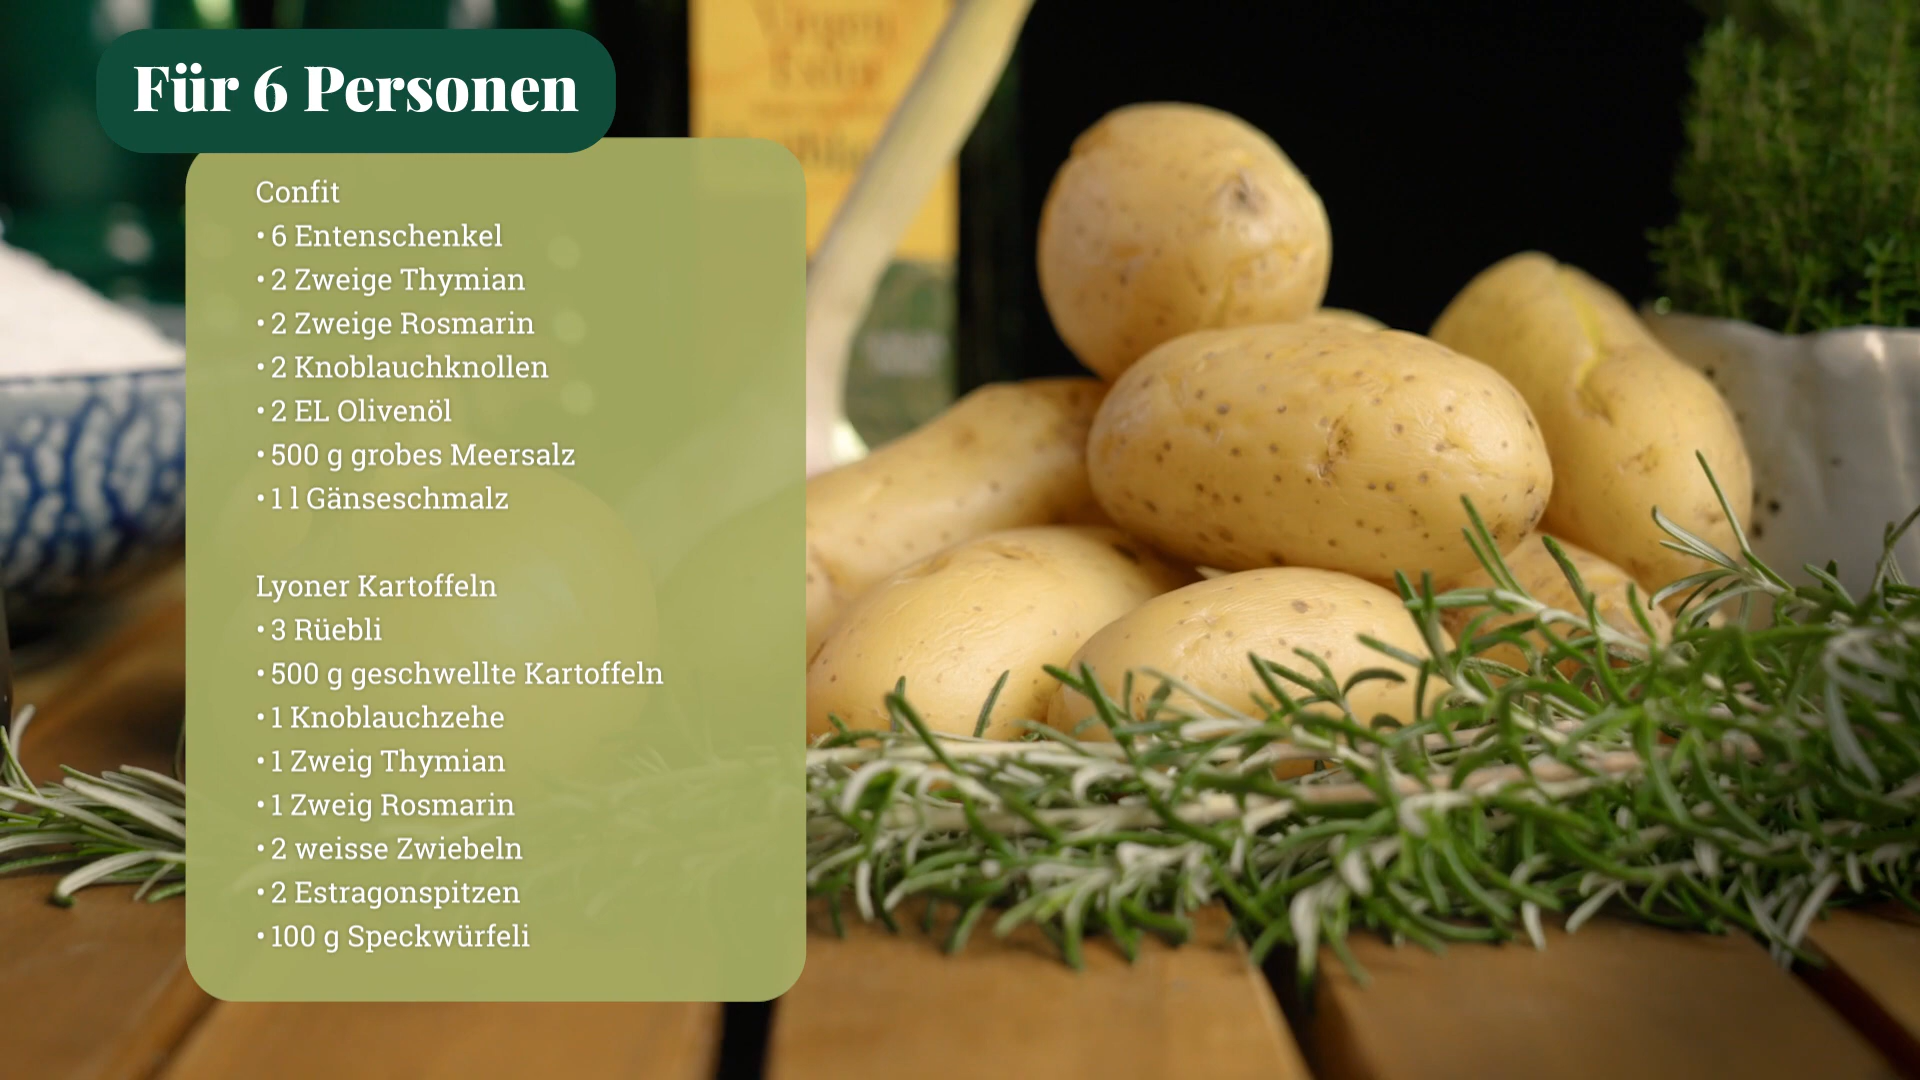 Für 6 Personen
Confit
• 6 Entenschenkel
• 2 Zweige Thymian
• 2 Zweige Rosmarin
• 2 Knoblauchknollen
• 2 EL Olivenöl
• 500 g grobes Meersalz
• 1 l Gänseschmalz
Lyoner Kartoffeln
• 3 Rüebli
• 500 g geschwellte Kartoffeln
• 1 Knoblauchzehe
• 1 Zweig Thymian
• 1 Zweig Rosmarin
• 2 weisse Zwiebeln
• 2 Estragonspitzen
• 100 g Speckwürfeli